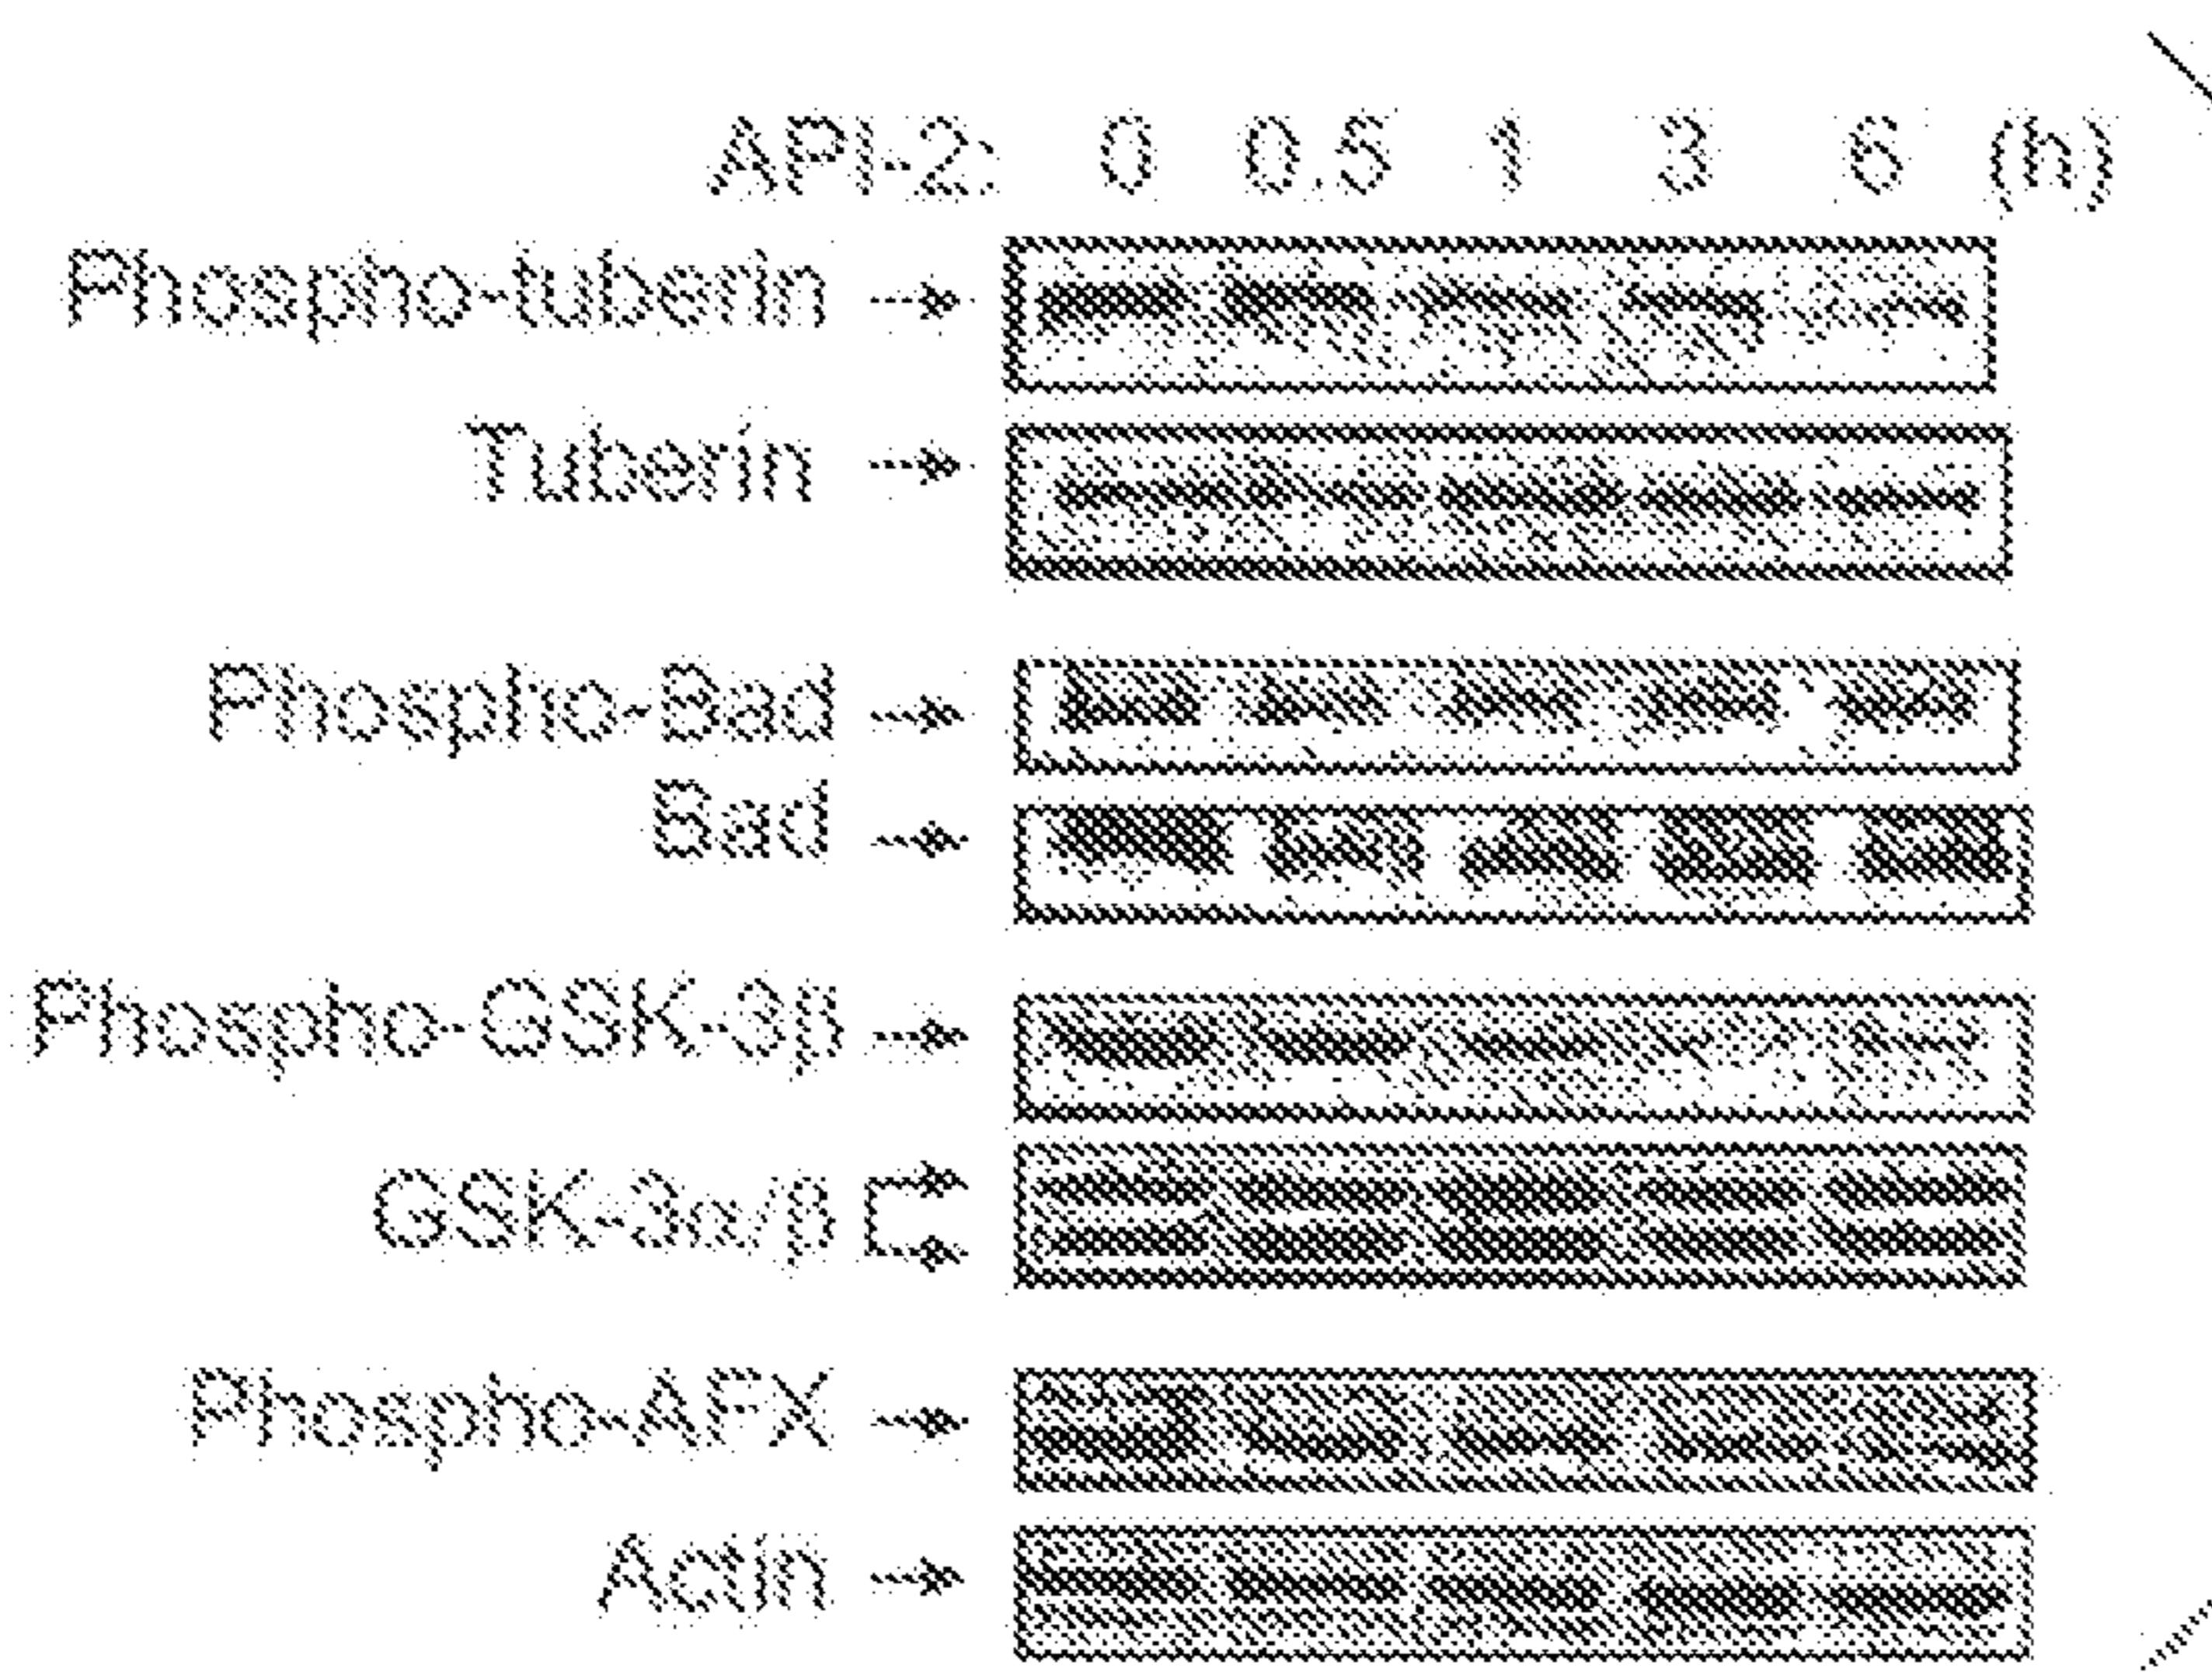 API-2: 0 0.5 1 3 6 (h)
Phospho-tuberin
Tuberin
Phospho-Bad
Bad
Phospho-GSK-3β
GSK-3α/β
Phospho-AFX
Actin